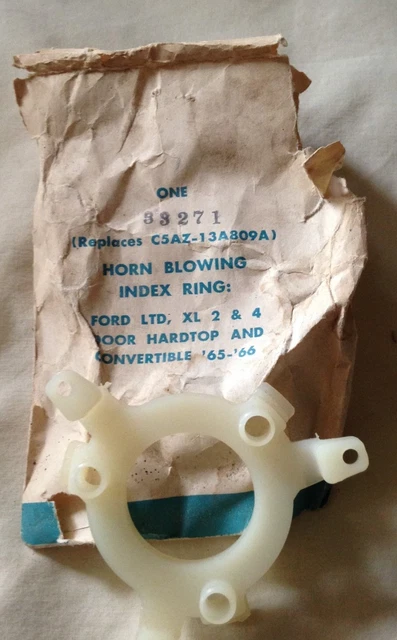 ONE
33271
(Replaces C5AZ-13A809A)
HORN BLOWING
INDEX RING:
FORD LTD, XL 2 & 4
DOOR HARDTOP AND
CONVERTIBLE '65-'66